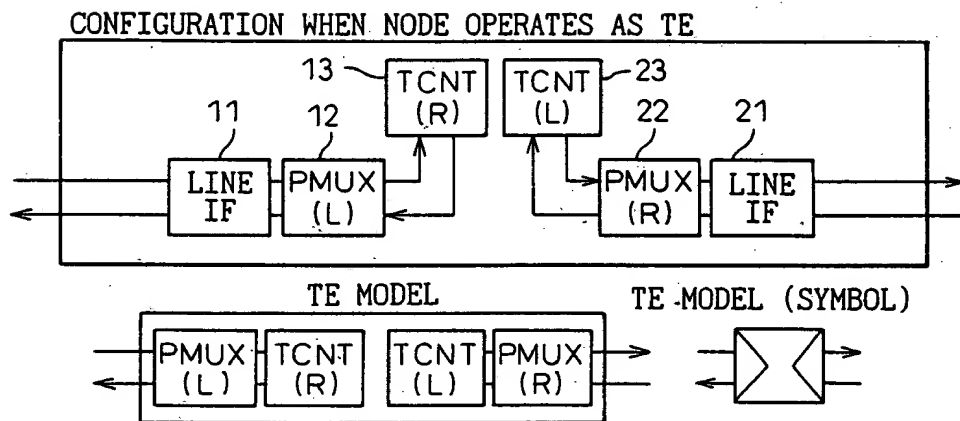 CONFIGURATION WHEN NODE OPERATES AS TE
13
TCNT
(R)
TCNT
(L)
23
11
12
22
21
LINE
IF
PMUX
(L)
PMUX
(R)
LINE
IF
TE MODEL
TE MODEL (SYMBOL)
PMUX
(L)
TCNT
(R)
TCNT
(L)
PMUX
(R)